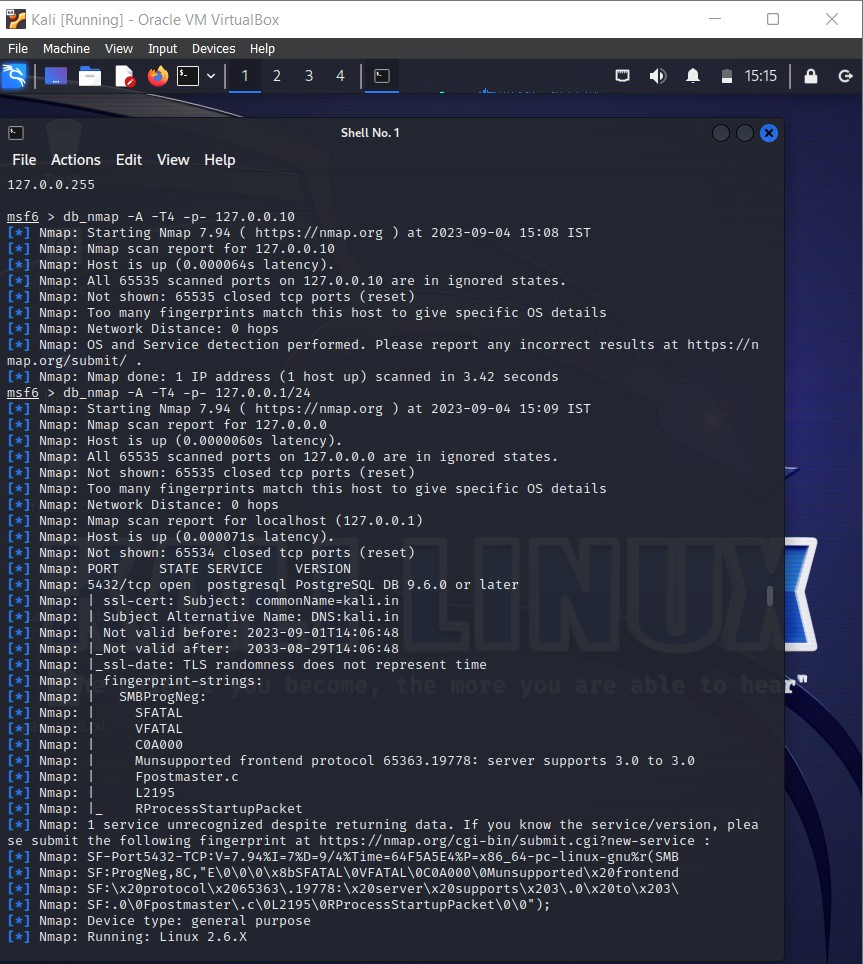 Kali [Running] - Oracle VM VirtualBox
File Machine View Input Devices Help
1 2 3 4 15:15
Shell No. 1
File Actions Edit View Help
127.0.0.255
msf6 > db_nmap -A -T4 -p- 127.0.0.10
[*] Nmap: Starting Nmap 7.94 ( https://nmap.org ) at 2023-09-04 15:08 IST
[*] Nmap: Nmap scan report for 127.0.0.10
[*] Nmap: Host is up (0.000064s latency).
[*] Nmap: All 65535 scanned ports on 127.0.0.10 are in ignored states.
[*] Nmap: Not shown: 65535 closed tcp ports (reset)
[*] Nmap: Too many fingerprints match this host to give specific OS details
[*] Nmap: Network Distance: 0 hops
[*] Nmap: OS and Service detection performed. Please report any incorrect results at https://n
map.org/submit/ .
[*] Nmap: Nmap done: 1 IP address (1 host up) scanned in 3.42 seconds
msf6 > db_nmap -A -T4 -p- 127.0.0.1/24
[*] Nmap: Starting Nmap 7.94 ( https://nmap.org ) at 2023-09-04 15:09 IST
[*] Nmap: Nmap scan report for 127.0.0.0
[*] Nmap: Host is up (0.0000060s latency).
[*] Nmap: All 65535 scanned ports on 127.0.0.0 are in ignored states.
[*] Nmap: Not shown: 65535 closed tcp ports (reset)
[*] Nmap: Too many fingerprints match this host to give specific OS details
[*] Nmap: Network Distance: 0 hops
[*] Nmap: Nmap scan report for localhost (127.0.0.1)
[*] Nmap: Host is up (0.000071s latency).
[*] Nmap: Not shown: 65534 closed tcp ports (reset)
[*] Nmap: PORT     STATE SERVICE    VERSION
[*] Nmap: 5432/tcp open  postgresql PostgreSQL DB 9.6.0 or later
[*] Nmap: | ssl-cert: Subject: commonName=kali.in
[*] Nmap: | Subject Alternative Name: DNS:kali.in
[*] Nmap: | Not valid before: 2023-09-01T14:06:48
[*] Nmap: |_Not valid after:  2033-08-29T14:06:48
[*] Nmap: |_ssl-date: TLS randomness does not represent time
[*] Nmap: | fingerprint-strings:
[*] Nmap: |   SMBProgNeg:
[*] Nmap: |     SFATAL
[*] Nmap: |     VFATAL
[*] Nmap: |     C0A000
[*] Nmap: |     Munsupported frontend protocol 65363.19778: server supports 3.0 to 3.0
[*] Nmap: |     Fpostmaster.c
[*] Nmap: |     L2195
[*] Nmap: |_    RProcessStartupPacket
[*] Nmap: 1 service unrecognized despite returning data. If you know the service/version, plea
se submit the following fingerprint at https://nmap.org/cgi-bin/submit.cgi?new-service :
[*] Nmap: SF-Port5432-TCP:V=7.94%I=7%D=9/4%Time=64F5A5E4%P=x86_64-pc-linux-gnu%r(SMB
[*] Nmap: SF:ProgNeg,8C,"E\0\0\0\x8bSFATAL\0VFATAL\0C0A000\0Munsupported\x20frontend
[*] Nmap: SF:\x20protocol\x2065363\.19778:\x20server\x20supports\x203\.0\x20to\x203\
[*] Nmap: SF:.0\0Fpostmaster\.c\0L2195\0RProcessStartupPacket\0\0");
[*] Nmap: Device type: general purpose
[*] Nmap: Running: Linux 2.6.X
KALI LINUX
you become, the more you are able to hear"